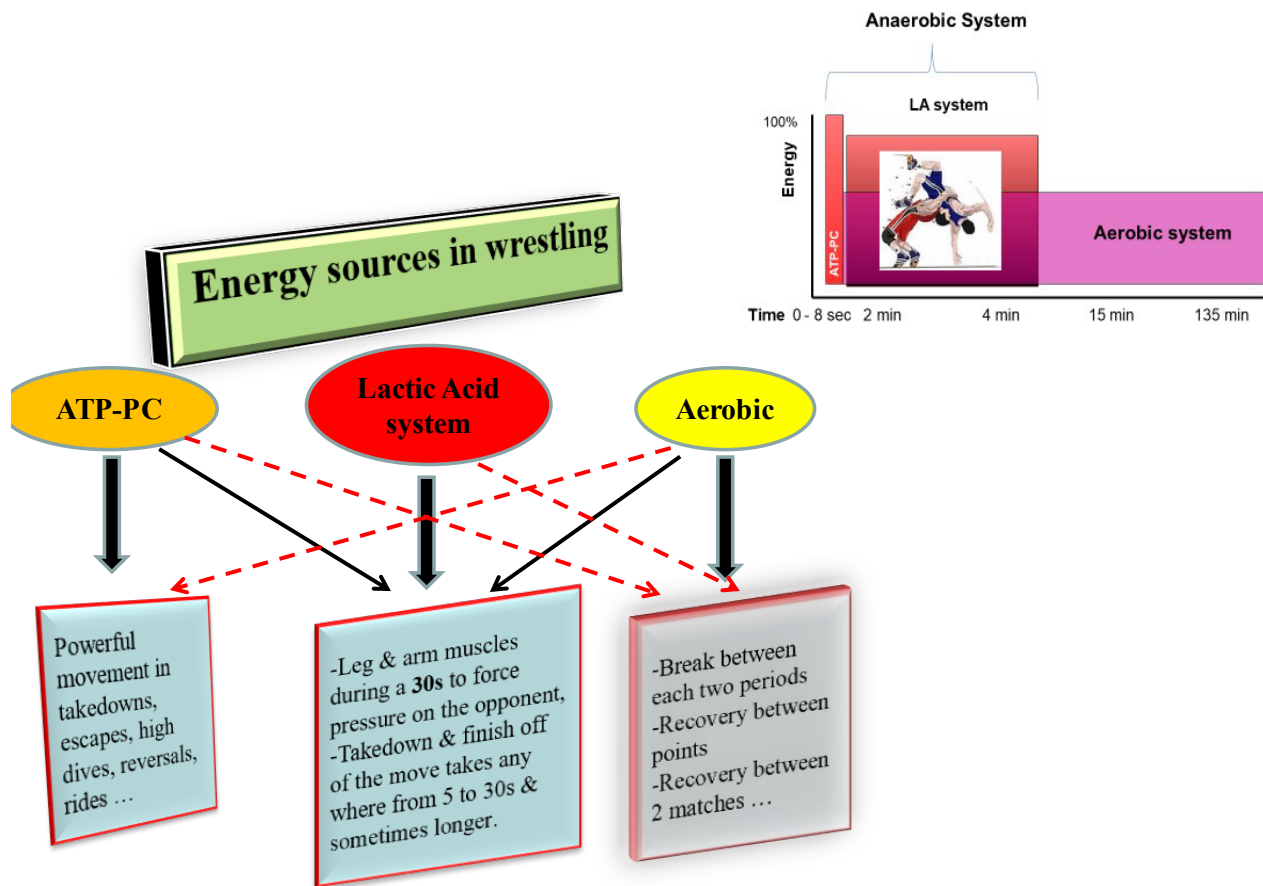 Anaerobic System
LA system
100%
Energy
ATP-PC
Aerobic system
Time 0 - 8 sec 2 min 4 min 15 min 135 min
Energy sources in wrestling
ATP-PC
Lactic Acid
system
Aerobic
Powerful
movement in
takedowns,
escapes, high
dives, reversals,
rides ...
-Leg & arm muscles
during a 30s to force
pressure on the opponent,
-Takedown & finish off
of the move takes any
where from 5 to 30s &
sometimes longer.
-Break between
each two periods
-Recovery between
points
-Recovery between
2 matches ...